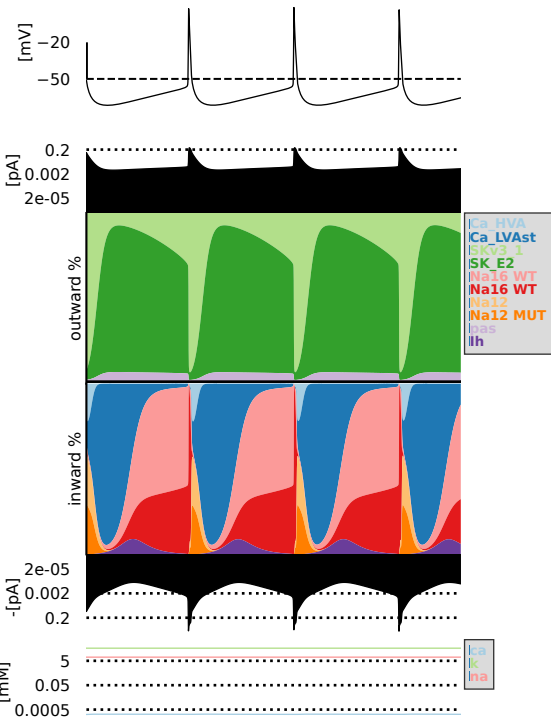 [mV]
−20
−50
[pA]
0.2
0.002
2e-05
outward %
Ca_HVA
Ca_LVAst
SKv3_1
SK_E2
Na16 WT
Na16 WT
Na12
Na12 MUT
pas
Ih
inward %
-[pA]
2e-05
0.002
0.2
[mM]
5
0.05
0.0005
ca
k
na